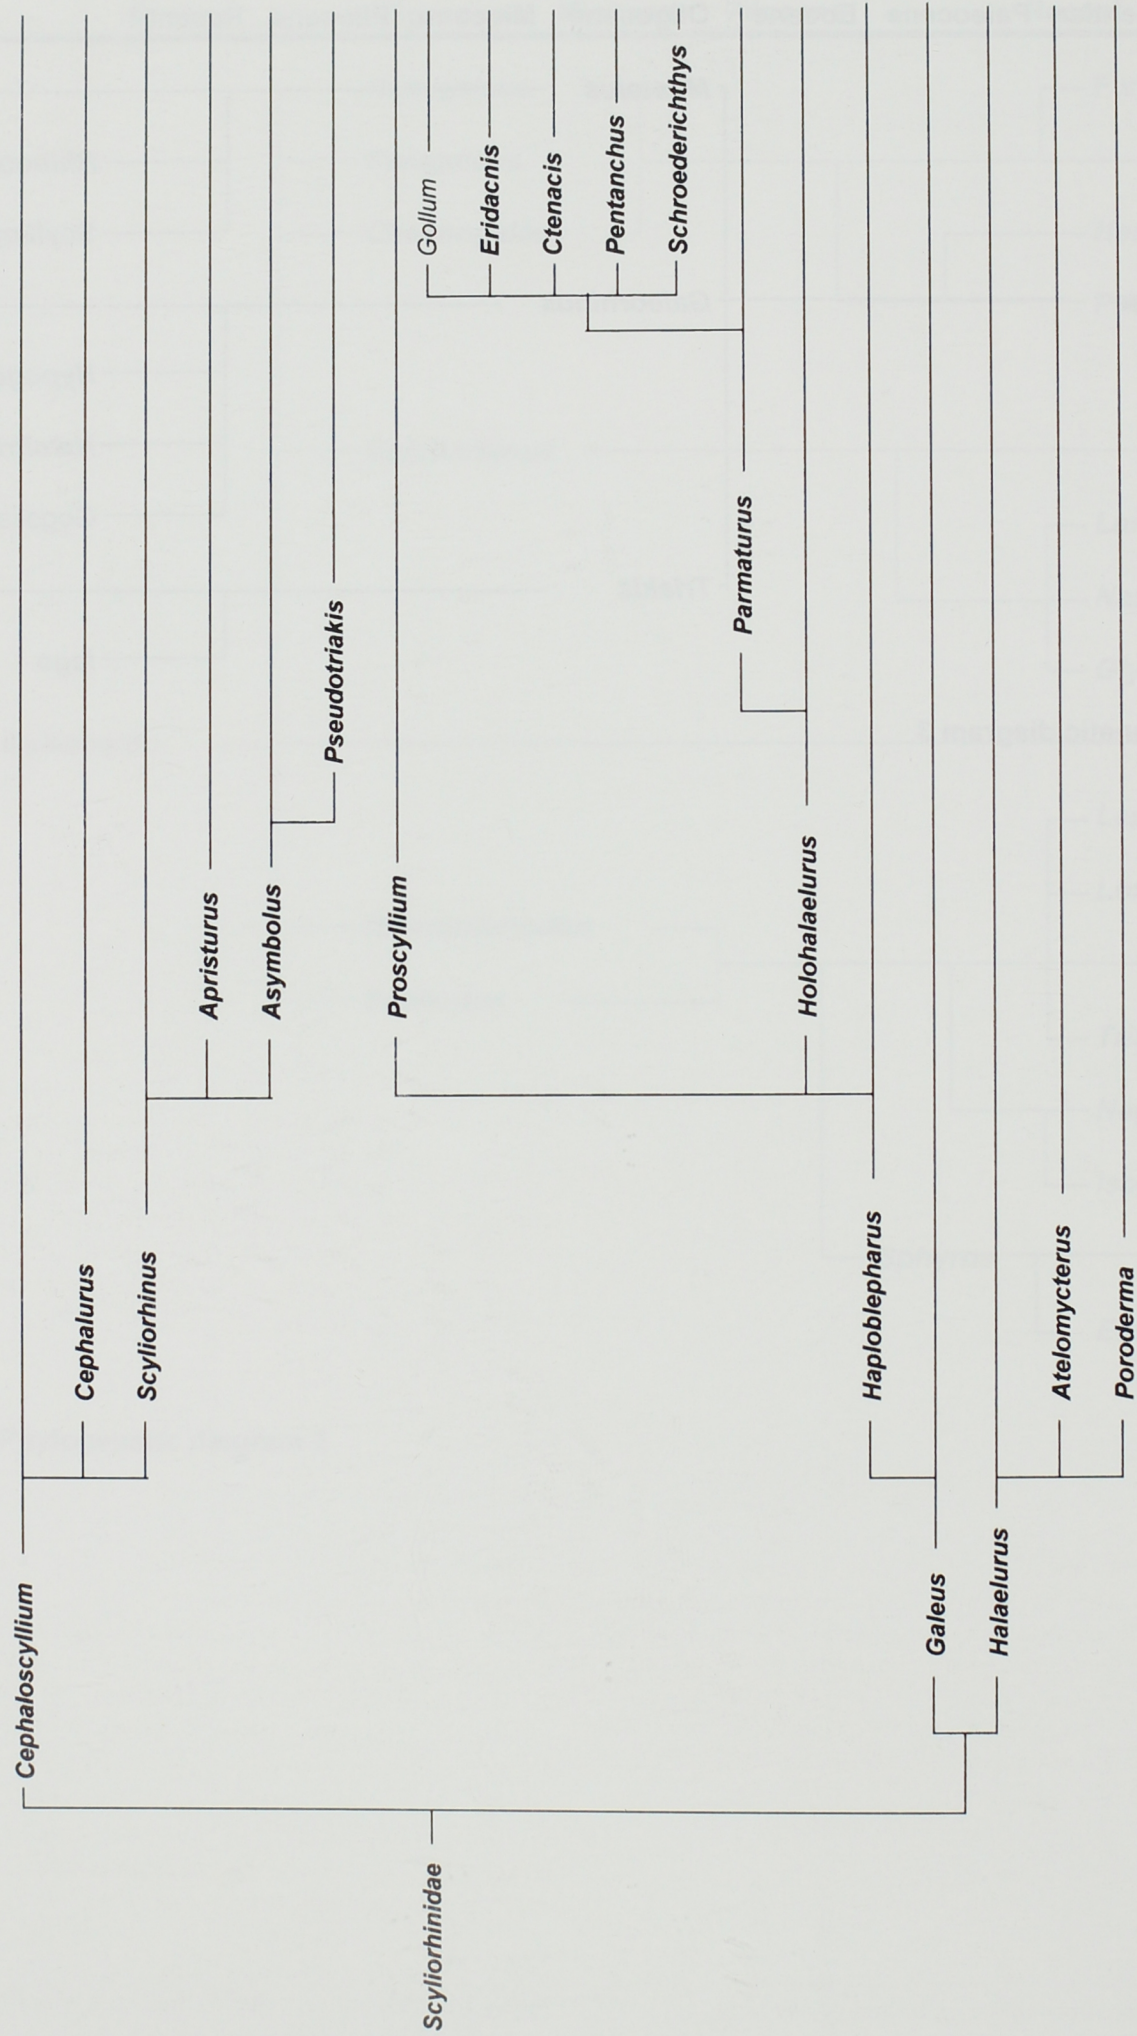 Cephaloscyllium
Cephalurus
Scyliorhinus
Apristurus
Asymbolus
Pseudotriakis
Proscyllium
Gollum
Eridacnis
Ctenacis
Pentanchus
Schroederichthys
Parmaturus
Holohalaelurus
Haploblepharus
Galeus
Halaelurus
Atelomycterus
Poroderma
Scyliorhinidae